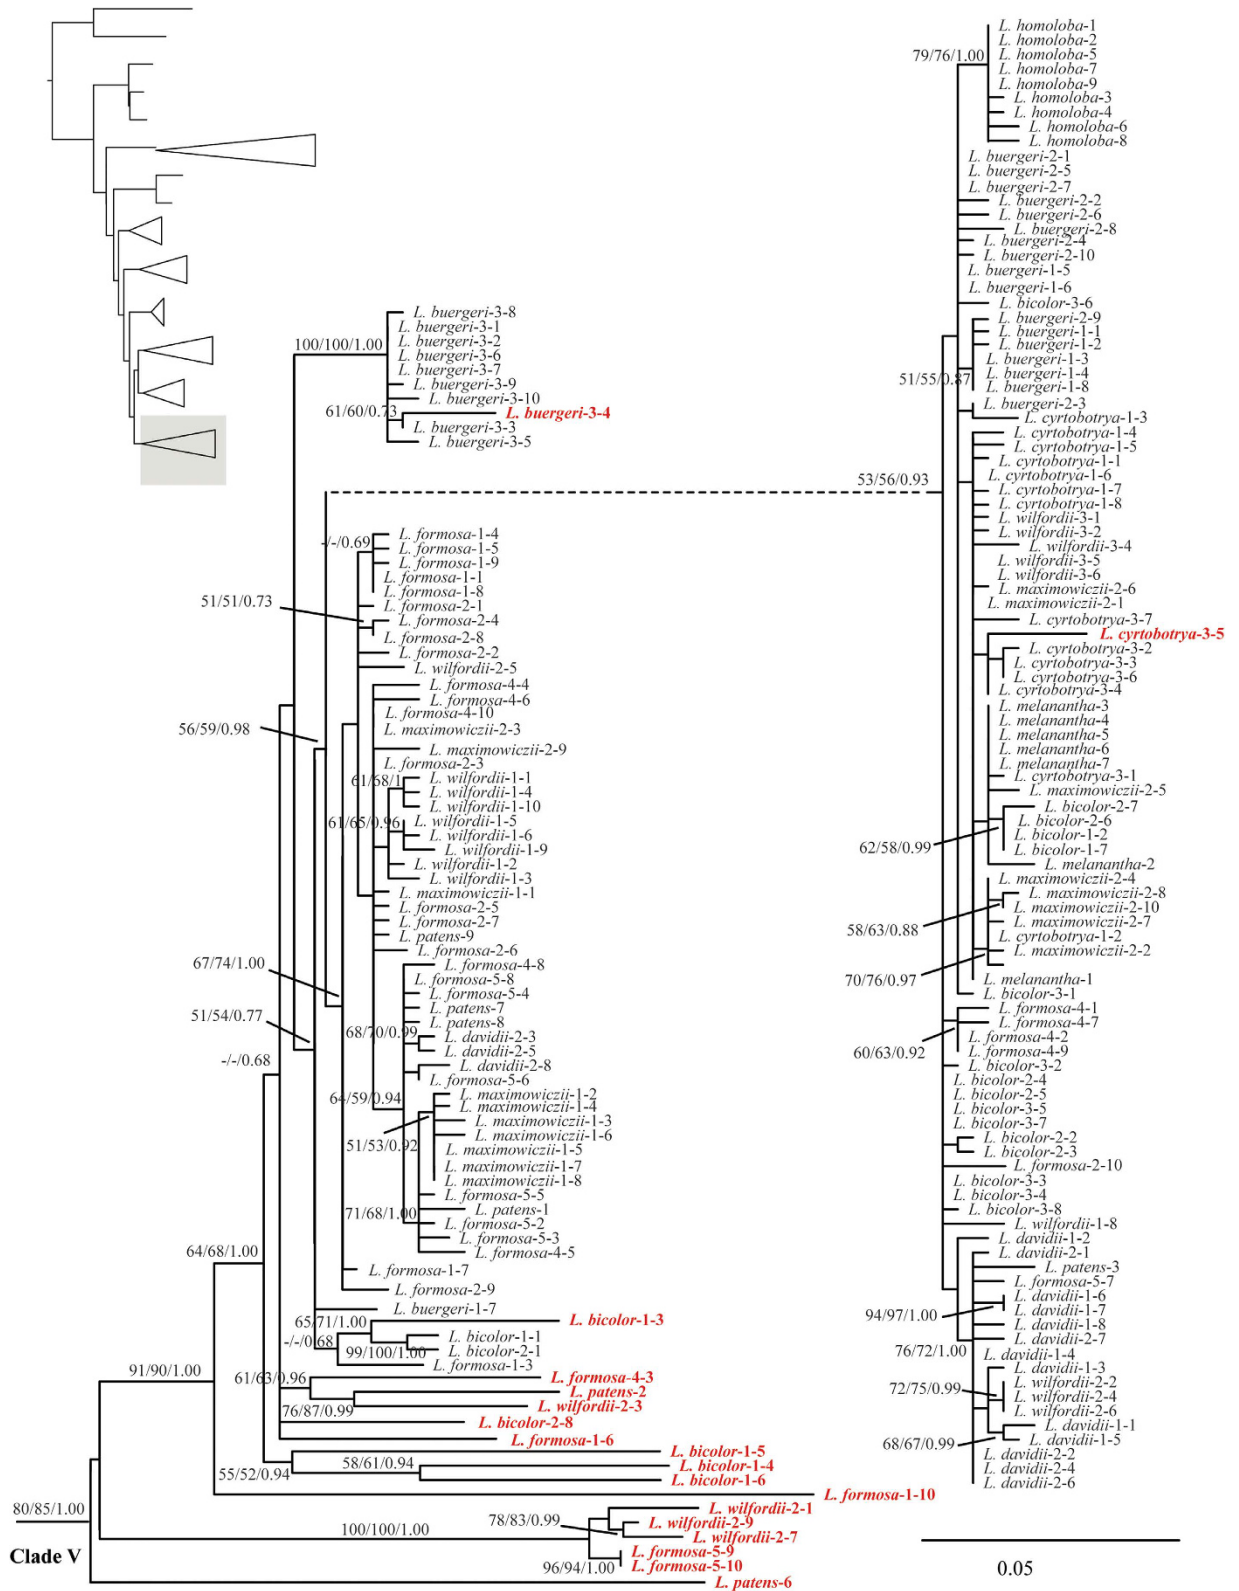 L. buergeri-3-8
L. buergeri-3-1
L. buergeri-3-2
100/100/1.00
L. buergeri-3-6
L. buergeri-3-7
L. buergeri-3-9
L. buergeri-3-10
61/60/0.73
L. buergeri-3-4
L. buergeri-3-3
L. buergeri-3-5
L. formosa-1-4
-/-/0.69
L. formosa-1-5
L. formosa-1-9
L. formosa-1-1
L. formosa-1-8
51/51/0.73
L. formosa-2-1
L. formosa-2-4
L. formosa-2-8
L. formosa-2-2
L. wilfordii-2-5
L. formosa-4-4
L. formosa-4-6
L. formosa-4-10
56/59/0.98
L. maximowiczii-2-3
L. maximowiczii-2-9
L. formosa-2-3
61/68/1
L. wilfordii-1-1
L. wilfordii-1-4
L. wilfordii-1-10
61/65/0.96
L. wilfordii-1-5
L. wilfordii-1-6
L. wilfordii-1-9
L. wilfordii-1-2
L. wilfordii-1-3
L. maximowiczii-1-1
L. formosa-2-5
L. formosa-2-7
L. patens-9
L. formosa-2-6
67/74/1.00
L. formosa-4-8
L. formosa-5-8
L. formosa-5-4
L. patens-7
51/54/0.77
L. patens-8
68/70/0.99
L. davidii-2-3
L. davidii-2-5
-/-/0.68
L. davidii-2-8
L. formosa-5-6
64/59/0.94
L. maximowiczii-1-2
L. maximowiczii-1-4
L. maximowiczii-1-3
L. maximowiczii-1-6
51/53/0.92
L. maximowiczii-1-5
L. maximowiczii-1-7
L. maximowiczii-1-8
L. formosa-5-5
71/68/1.00
L. patens-1
L. formosa-5-2
L. formosa-5-3
64/68/1.00
L. formosa-4-5
L. formosa-1-7
L. formosa-2-9
L. buergeri-1-7
65/71/1.00
L. bicolor-1-3
-/-/0.68
L. bicolor-1-1
99/100/1.00
L. bicolor-2-1
L. formosa-1-3
91/90/1.00
61/63/0.96
L. formosa-4-3
L. patens-2
76/87/0.99
L. wilfordii-2-3
L. bicolor-2-8
L. formosa-1-6
L. bicolor-1-5
55/52/0.94
58/61/0.94
L. bicolor-1-4
L. bicolor-1-6
L. formosa-1-10
80/85/1.00
L. wilfordii-2-1
100/100/1.00
78/83/0.99
L. wilfordii-2-9
L. wilfordii-2-7
Clade V
L. formosa-5-9
96/94/1.00
L. formosa-5-10
L. patens-6
L. homoloba-1
L. homoloba-2
79/76/1.00
L. homoloba-5
L. homoloba-7
L. homoloba-9
L. homoloba-3
L. homoloba-4
L. homoloba-6
L. homoloba-8
L. buergeri-2-1
L. buergeri-2-5
L. buergeri-2-7
L. buergeri-2-2
L. buergeri-2-6
L. buergeri-2-8
L. buergeri-2-4
L. buergeri-2-10
L. buergeri-1-5
L. buergeri-1-6
L. bicolor-3-6
L. buergeri-2-9
L. buergeri-1-1
L. buergeri-1-2
L. buergeri-1-3
51/55/0.87
L. buergeri-1-4
L. buergeri-1-8
L. buergeri-2-3
L. cyrtobotrya-1-3
L. cyrtobotrya-1-4
L. cyrtobotrya-1-5
L. cyrtobotrya-1-1
53/56/0.93
L. cyrtobotrya-1-6
L. cyrtobotrya-1-7
L. cyrtobotrya-1-8
L. wilfordii-3-1
L. wilfordii-3-2
L. wilfordii-3-4
L. wilfordii-3-5
L. wilfordii-3-6
L. maximowiczii-2-6
L. maximowiczii-2-1
L. cyrtobotrya-3-7
L. cyrtobotrya-3-5
L. cyrtobotrya-3-2
L. cyrtobotrya-3-3
L. cyrtobotrya-3-6
L. cyrtobotrya-3-4
L. melanantha-3
L. melanantha-4
L. melanantha-5
L. melanantha-6
L. melanantha-7
L. cyrtobotrya-3-1
L. maximowiczii-2-5
L. bicolor-2-7
L. bicolor-2-6
L. bicolor-1-2
62/58/0.99
L. bicolor-1-7
L. melanantha-2
L. maximowiczii-2-4
L. maximowiczii-2-8
L. maximowiczii-2-10
L. maximowiczii-2-7
58/63/0.88
L. cyrtobotrya-1-2
L. maximowiczii-2-2
70/76/0.97
L. melanantha-1
L. bicolor-3-1
L. formosa-4-1
L. formosa-4-7
L. formosa-4-2
60/63/0.92
L. formosa-4-9
L. bicolor-3-2
L. bicolor-2-4
L. bicolor-2-5
L. bicolor-3-5
L. bicolor-3-7
L. bicolor-2-2
L. bicolor-2-3
L. formosa-2-10
L. bicolor-3-3
L. bicolor-3-4
L. bicolor-3-8
L. wilfordii-1-8
L. davidii-1-2
L. davidii-2-1
L. patens-3
L. formosa-5-7
L. davidii-1-6
94/97/1.00
L. davidii-1-7
L. davidii-1-8
L. davidii-2-7
76/72/1.00
L. davidii-1-4
L. davidii-1-3
72/75/0.99
L. wilfordii-2-2
L. wilfordii-2-4
L. wilfordii-2-6
L. davidii-1-1
68/67/0.99
L. davidii-1-5
L. davidii-2-2
L. davidii-2-4
L. davidii-2-6
0.05